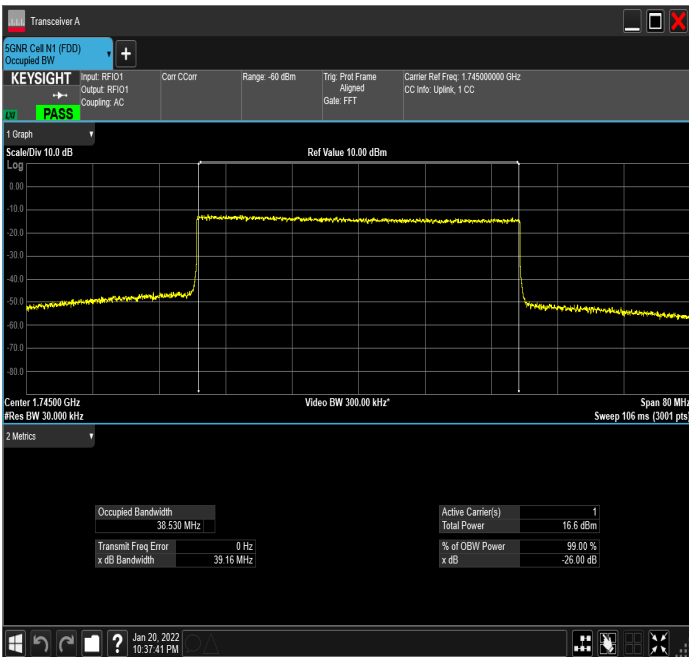 Transceiver A
5GNR Cell N1 (FDD)
Occupied BW
+
KEYSIGHT
LXI
PASS
Input: RFIO1
Output: RFIO1
Coupling: AC
Corr CCorr
Range: -60 dBm
Trig: Prot Frame
Aligned
Gate: FFT
Carrier Ref Freq: 1.745000000 GHz
CC Info: Uplink, 1 CC
1 Graph
Scale/Div 10.0 dB
Ref Value 10.00 dBm
Log
0.00
-10.0
-20.0
-30.0
-40.0
-50.0
-60.0
-70.0
-80.0
Center 1.74500 GHz
Video BW 300.00 kHz*
Span 80 MHz
#Res BW 30.000 kHz
Sweep 106 ms (3001 pts)
2 Metrics
Occupied Bandwidth
38.530 MHz
Transmit Freq Error 0 Hz
x dB Bandwidth 39.16 MHz
Active Carrier(s) 1
Total Power 16.6 dBm
% of OBW Power 99.00 %
x dB -26.00 dB
?
Jan 20, 2022
10:37:41 PM